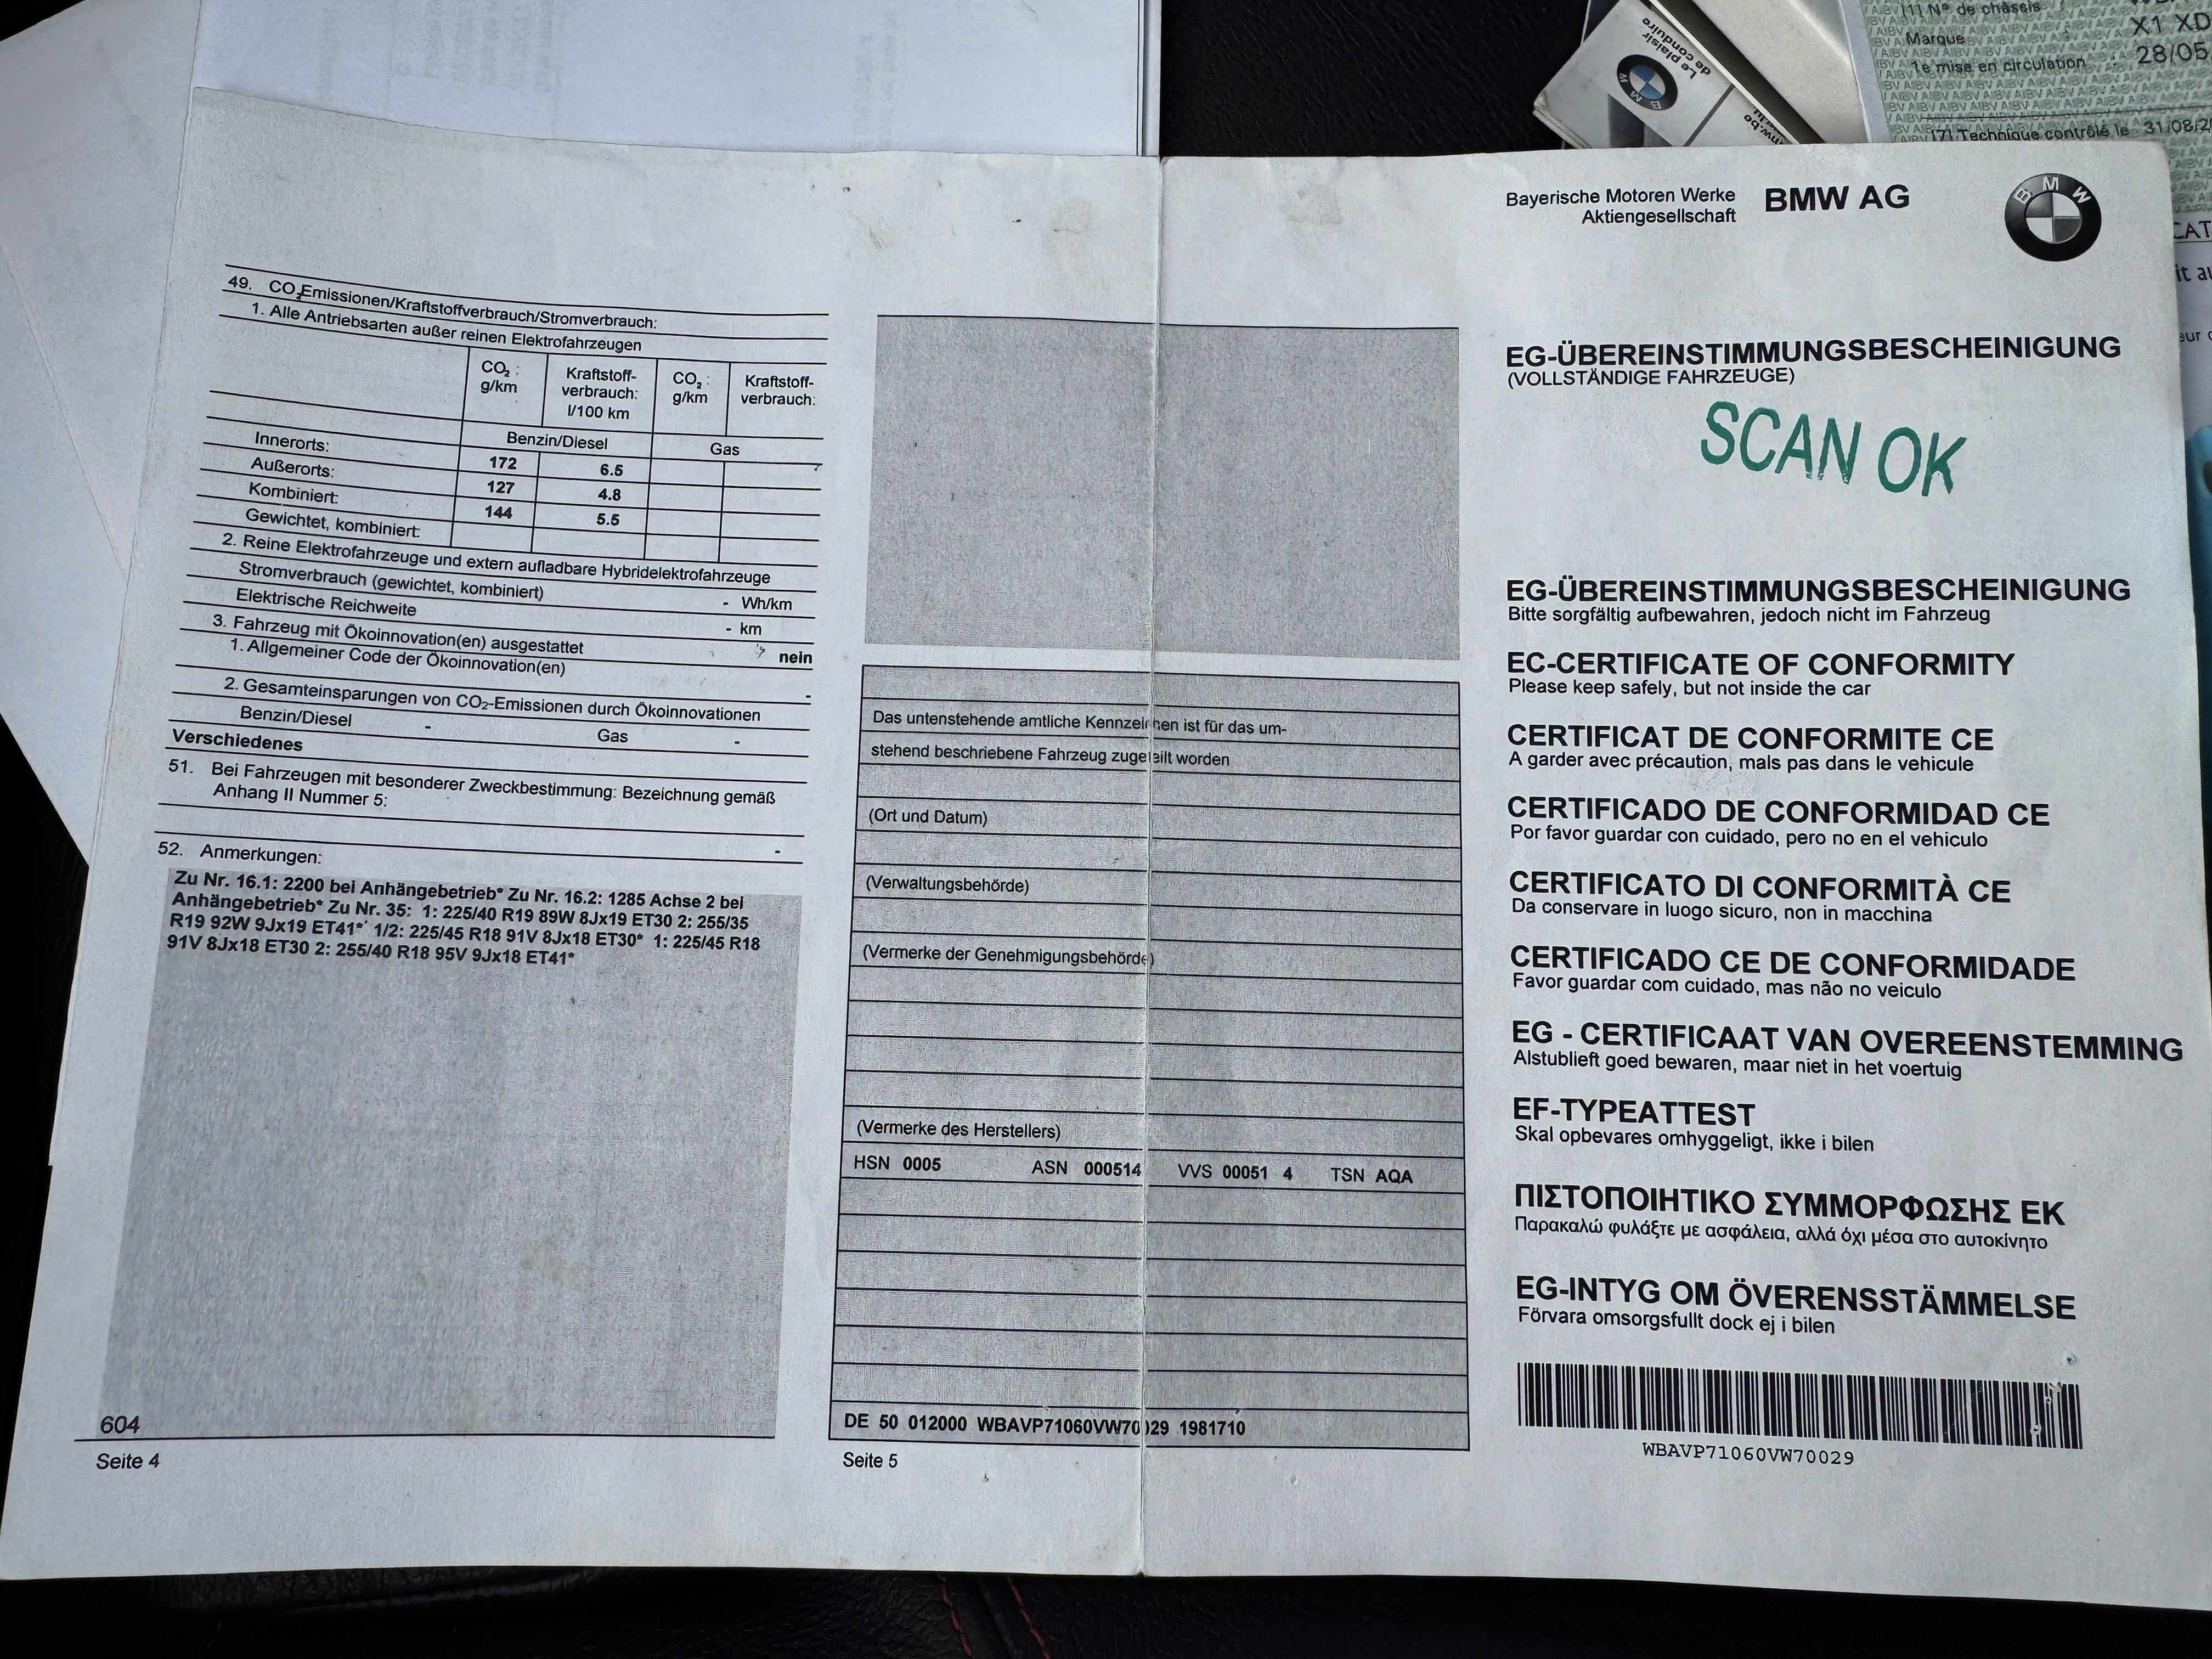 Le plaisir
de conduire
BMW
mw.be
[1] N° de châssis
Marque
X1 XD
1e mise en circulation : 28/05
[7] Technique contrôlé le 31/08/2
49. CO₂Emissionen/Kraftstoffverbrauch/Stromverbrauch:
1. Alle Antriebsarten außer reinen Elektrofahrzeugen
CO₂ : g/km Kraftstoff-verbrauch: l/100 km CO₂ : g/km Kraftstoff-verbrauch:
Benzin/Diesel Gas
Innerorts: 172 6.5
Außerorts: 127 4.8
Kombiniert: 144 5.5
Gewichtet, kombiniert:
2. Reine Elektrofahrzeuge und extern aufladbare Hybridelektrofahrzeuge
Stromverbrauch (gewichtet, kombiniert) - Wh/km
Elektrische Reichweite - km
3. Fahrzeug mit Ökoinnovation(en) ausgestattet nein
1. Allgemeiner Code der Ökoinnovation(en)
-
2. Gesamteinsparungen von CO₂-Emissionen durch Ökoinnovationen
Benzin/Diesel - Gas -
Verschiedenes
51. Bei Fahrzeugen mit besonderer Zweckbestimmung: Bezeichnung gemäß
Anhang II Nummer 5:
-
52. Anmerkungen:
Zu Nr. 16.1: 2200 bei Anhängebetrieb* Zu Nr. 16.2: 1285 Achse 2 bei
Anhängebetrieb* Zu Nr. 35: 1: 225/40 R19 89W 8Jx19 ET30 2: 255/35
R19 92W 9Jx19 ET41* 1/2: 225/45 R18 91V 8Jx18 ET30* 1: 225/45 R18
91V 8Jx18 ET30 2: 255/40 R18 95V 9Jx18 ET41*
604
Seite 4
Das untenstehende amtliche Kennzeichen ist für das um-
stehend beschriebene Fahrzeug zugeteilt worden
(Ort und Datum)
(Verwaltungsbehörde)
(Vermerke der Genehmigungsbehörde)
(Vermerke des Herstellers)
HSN 0005 ASN 000514 VVS 00051 4 TSN AQA
DE 50 012000 WBAVP71060VW70029 1981710
Seite 5
Bayerische Motoren Werke
Aktiengesellschaft
BMW AG
BMW
EG-ÜBEREINSTIMMUNGSBESCHEINIGUNG
(VOLLSTÄNDIGE FAHRZEUGE)
SCAN OK
EG-ÜBEREINSTIMMUNGSBESCHEINIGUNG
Bitte sorgfältig aufbewahren, jedoch nicht im Fahrzeug
EC-CERTIFICATE OF CONFORMITY
Please keep safely, but not inside the car
CERTIFICAT DE CONFORMITE CE
A garder avec précaution, mals pas dans le vehicule
CERTIFICADO DE CONFORMIDAD CE
Por favor guardar con cuidado, pero no en el vehiculo
CERTIFICATO DI CONFORMITÀ CE
Da conservare in luogo sicuro, non in macchina
CERTIFICADO CE DE CONFORMIDADE
Favor guardar com cuidado, mas não no veiculo
EG - CERTIFICAAT VAN OVEREENSTEMMING
Alstublieft goed bewaren, maar niet in het voertuig
EF-TYPEATTEST
Skal opbevares omhyggeligt, ikke i bilen
ΠΙΣΤΟΠΟΙΗΤΙΚΟ ΣΥΜΜΟΡΦΩΣΗΣ ΕΚ
Παρακαλώ φυλάξτε με ασφάλεια, αλλά όχι μέσα στο αυτοκίνητο
EG-INTYG OM ÖVERENSSTÄMMELSE
Förvara omsorgsfullt dock ej i bilen
WBAVP71060VW70029